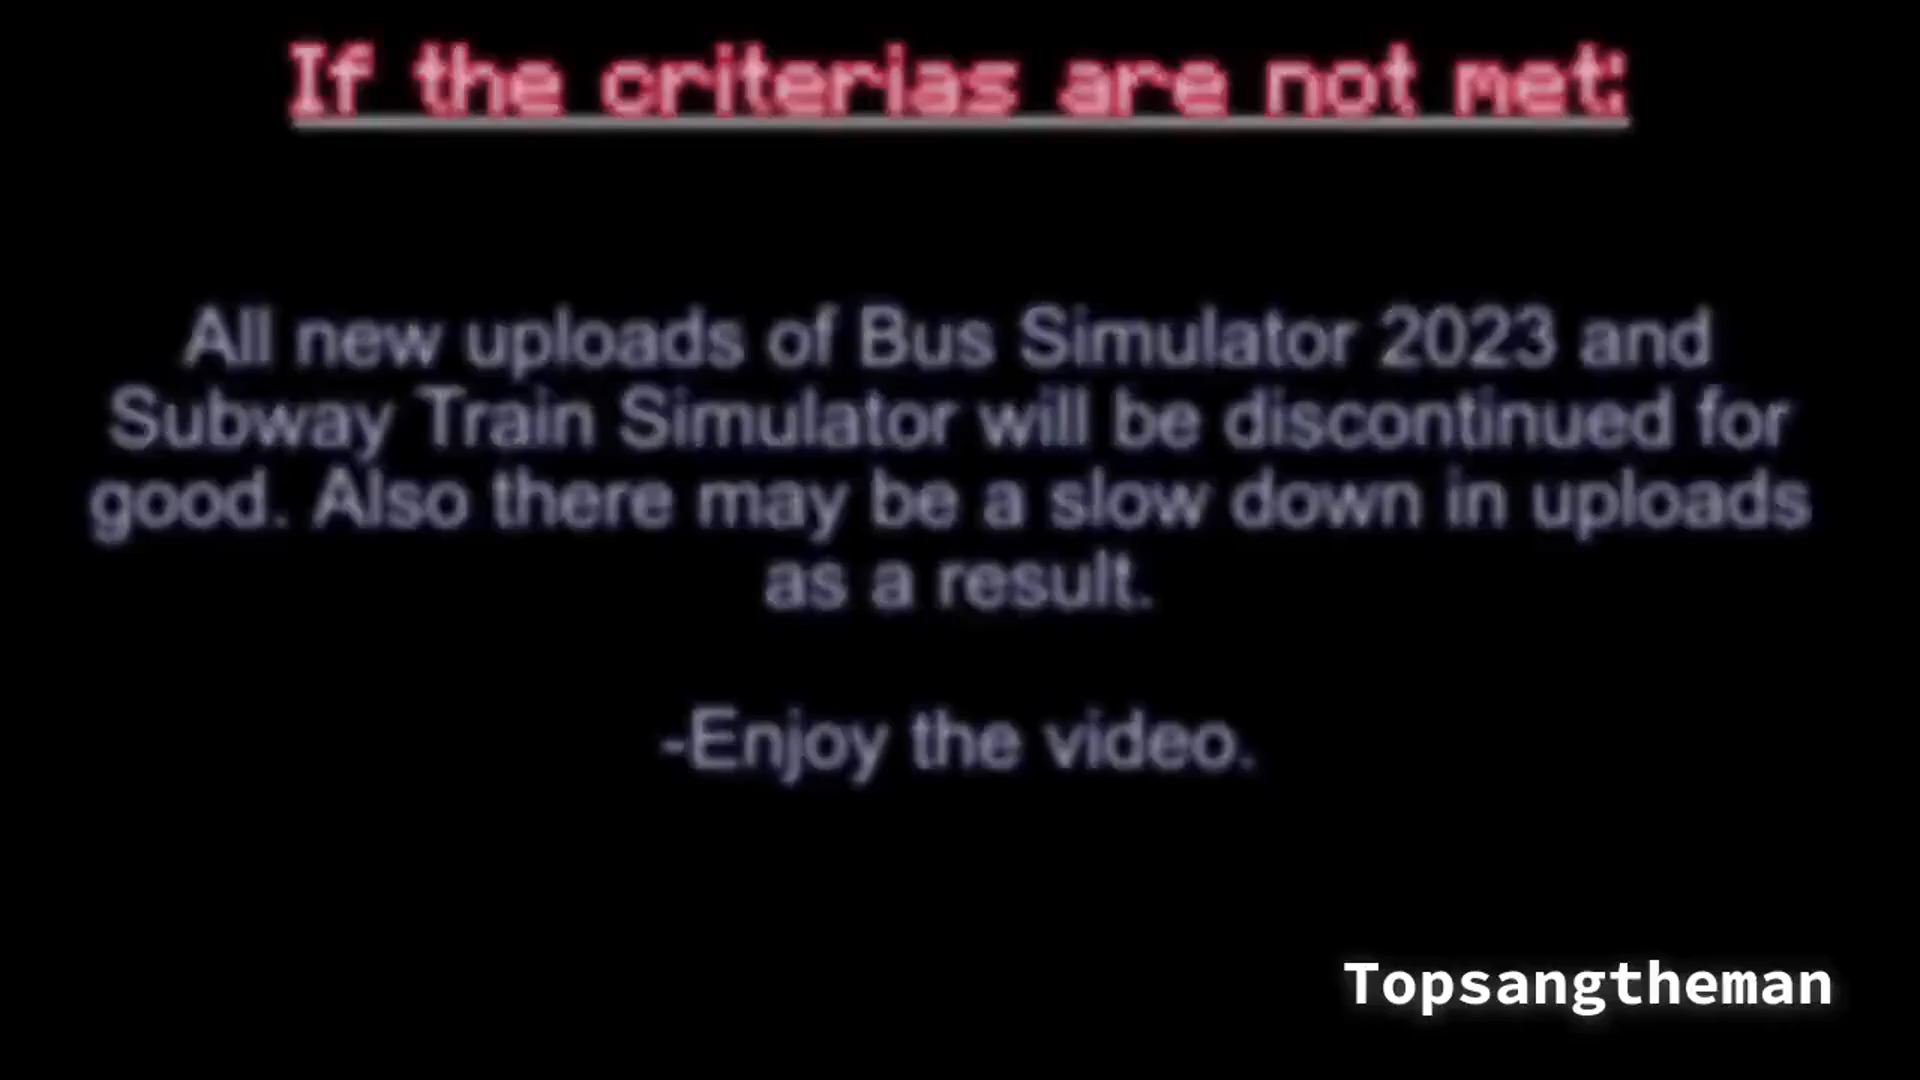 If the criterias are not met:
All new uploads of Bus Simulator 2023 and
Subway Train Simulator will be discontinued for
good. Also there may be a slow down in uploads
as a result.
-Enjoy the video.
Topsangtheman